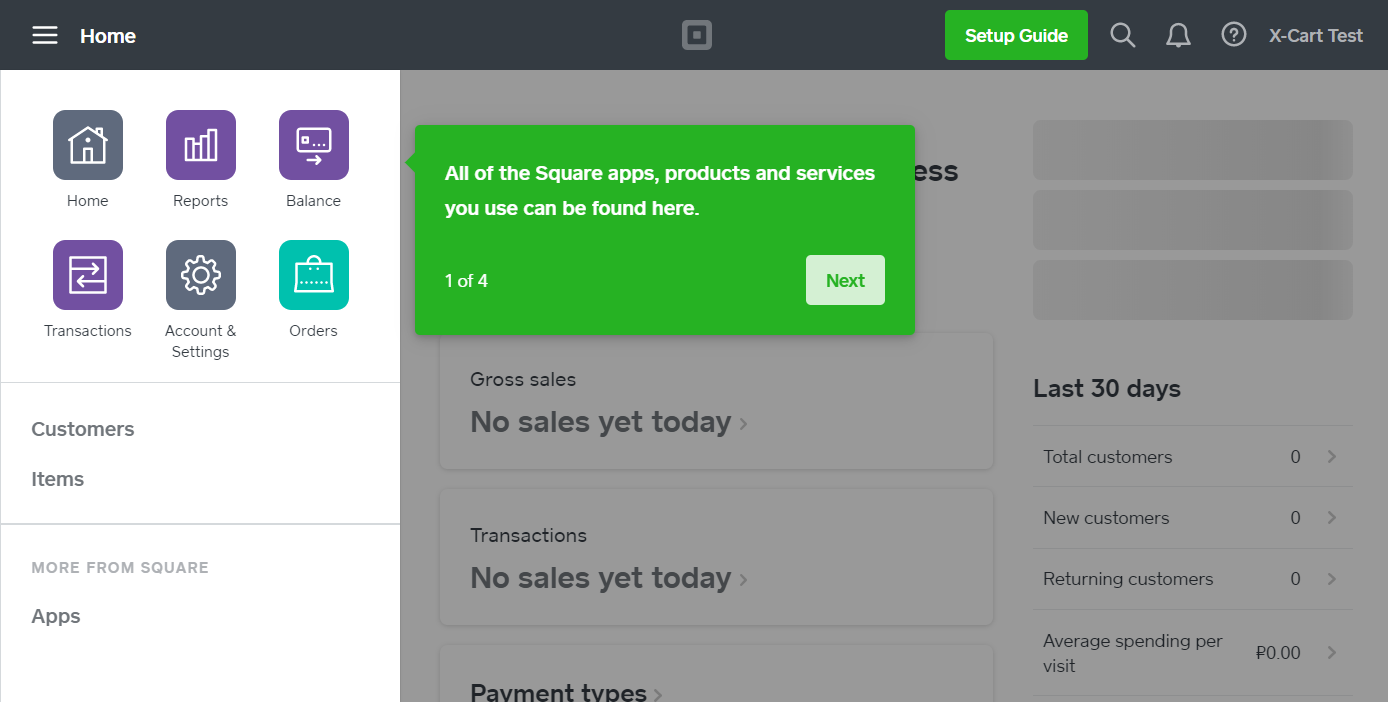 Home
Setup Guide
X-Cart Test
Home
Reports
Balance
Transactions
Account &
Settings
Orders
Customers
Items
MORE FROM SQUARE
Apps
All of the Square apps, products and services
you use can be found here.
1 of 4
Next
Gross sales
No sales yet today
Transactions
No sales yet today
Payment types
Last 30 days
Total customers 0
New customers 0
Returning customers 0
Average spending per
visit ₽0.00